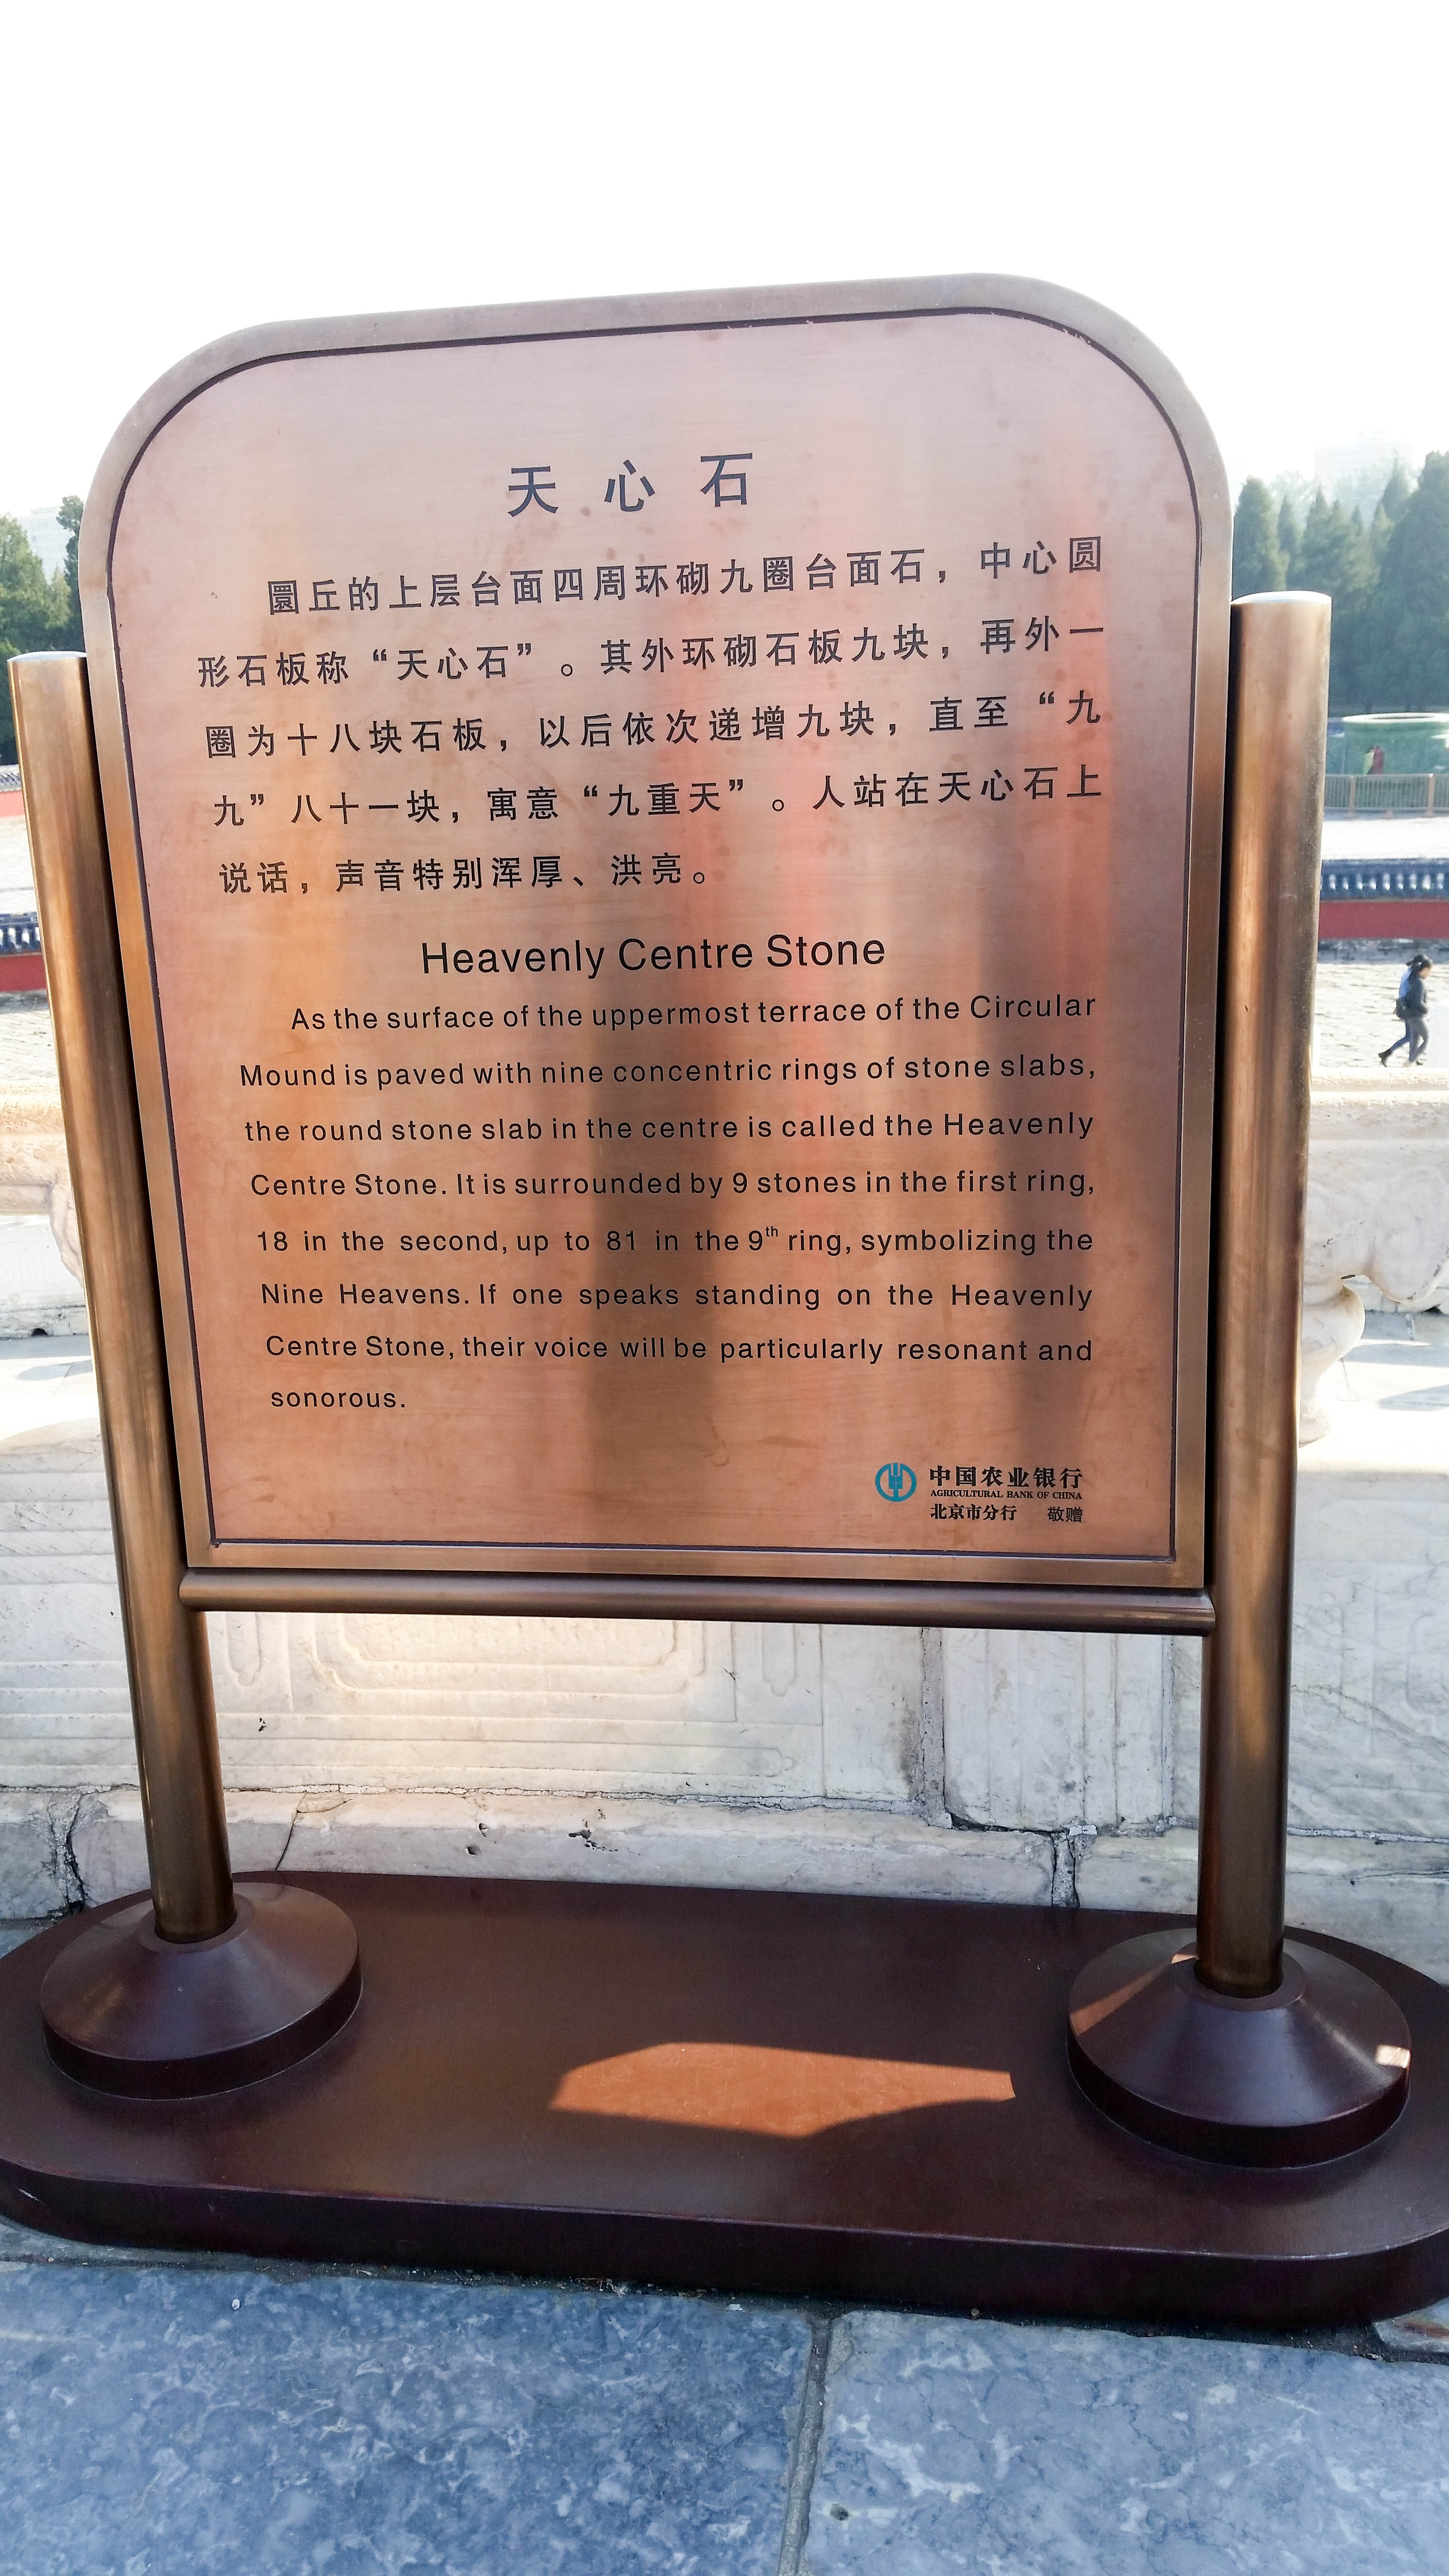 天心石
圜丘的上层台面四周环砌九圈台面石，中心圆
形石板称“天心石”。其外环砌石板九块，再外一
圈为十八块石板，以后依次递增九块，直至“九
九”八十一块，寓意“九重天”。人站在天心石上
说话，声音特别浑厚、洪亮。
Heavenly Centre Stone
As the surface of the uppermost terrace of the Circular
Mound is paved with nine concentric rings of stone slabs,
the round stone slab in the centre is called the Heavenly
Centre Stone. It is surrounded by 9 stones in the first ring,
18 in the second, up to 81 in the 9th ring, symbolizing the
Nine Heavens. If one speaks standing on the Heavenly
Centre Stone, their voice will be particularly resonant and
sonorous.
中国农业银行
AGRICULTURAL BANK OF CHINA
北京市分行 敬赠